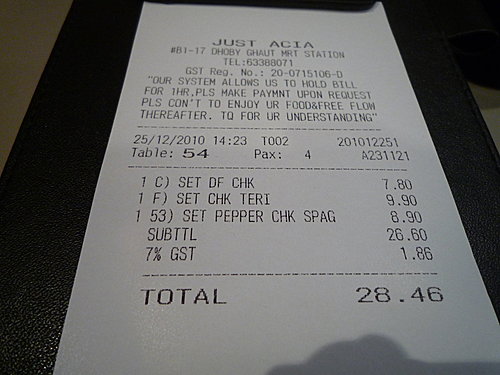 JUST ACIA
#B1-17 DHOBY GHAUT MRT STATION
TEL:63388071
GST Reg. No.: 20-0715106-D
"OUR SYSTEM ALLOWS US TO HOLD BILL
FOR 1HR,PLS MAKE PAYMNT UPON REQUEST
PLS CON'T TO ENJOY UR FOOD&FREE FLOW
THEREAFTER. TQ FOR UR UNDERSTANDING"
25/12/2010 14:23 T002 201012251
Table: 54 Pax: 4 A231121
1 C) SET DF CHK 7.80
1 F) SET CHK TERI 9.90
1 53) SET PEPPER CHK SPAG 8.90
SUBTTL 26.60
7% GST 1.86
TOTAL 28.46